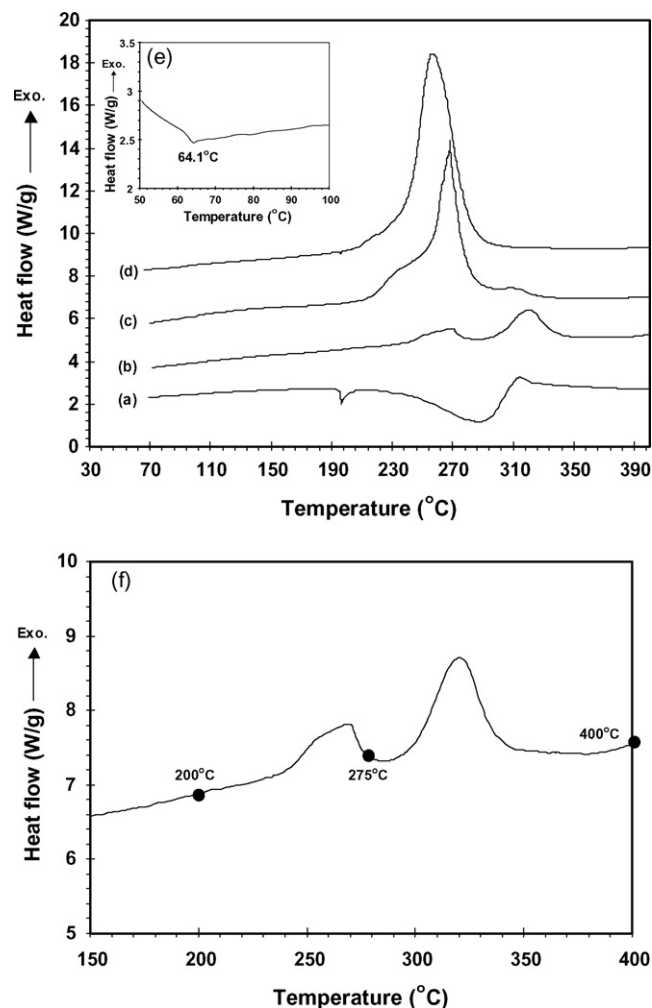 20
18
16
14
12
10
8
6
4
2
0
Exo.
Heat flow (W/g)
(e)
3.5
3
2.5
2
Exo.
Heat flow (W/g)
64.1°C
50 60 70 80 90 100
Temperature (°C)
(d)
(c)
(b)
(a)
30 70 110 150 190 230 270 310 350 390
Temperature (°C)
(f)
10
9
8
7
6
5
Exo.
Heat flow (W/g)
200°C
275°C
400°C
150 200 250 300 350 400
Temperature (°C)